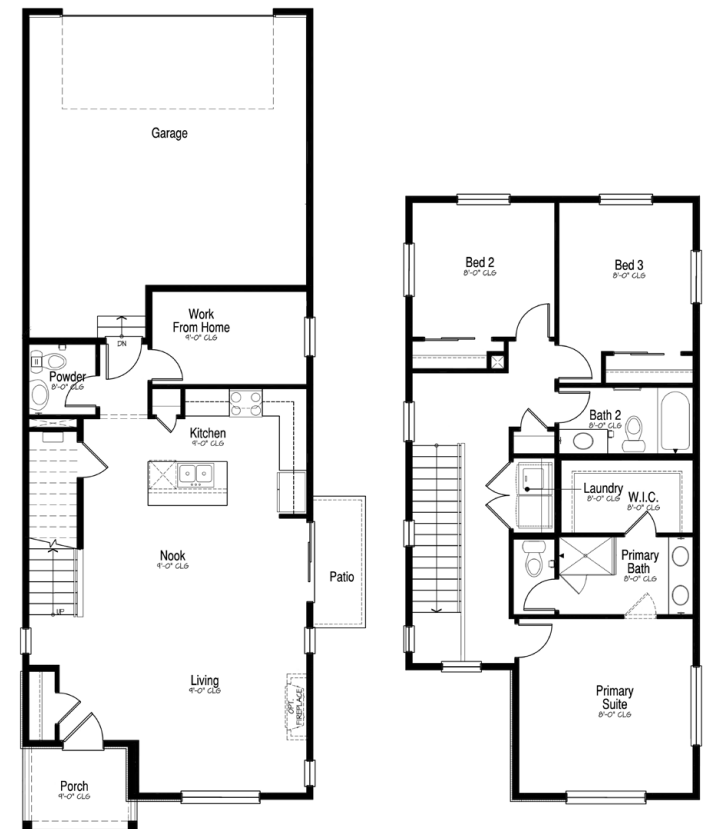 Garage
Work
From Home
9'-0" CLG
DN
Powder
8'-0" CLG
Kitchen
9'-0" CLG
Nook
9'-0" CLG
Patio
UP
Living
9'-0" CLG
OPT.
FIREPLACE
Porch
9'-0" CLG
Bed 2
8'-0" CLG
Bed 3
8'-0" CLG
Bath 2
8'-0" CLG
Laundry
8'-0" CLG
W.I.C.
8'-0" CLG
Primary
Bath
8'-0" CLG
Primary
Suite
8'-0" CLG